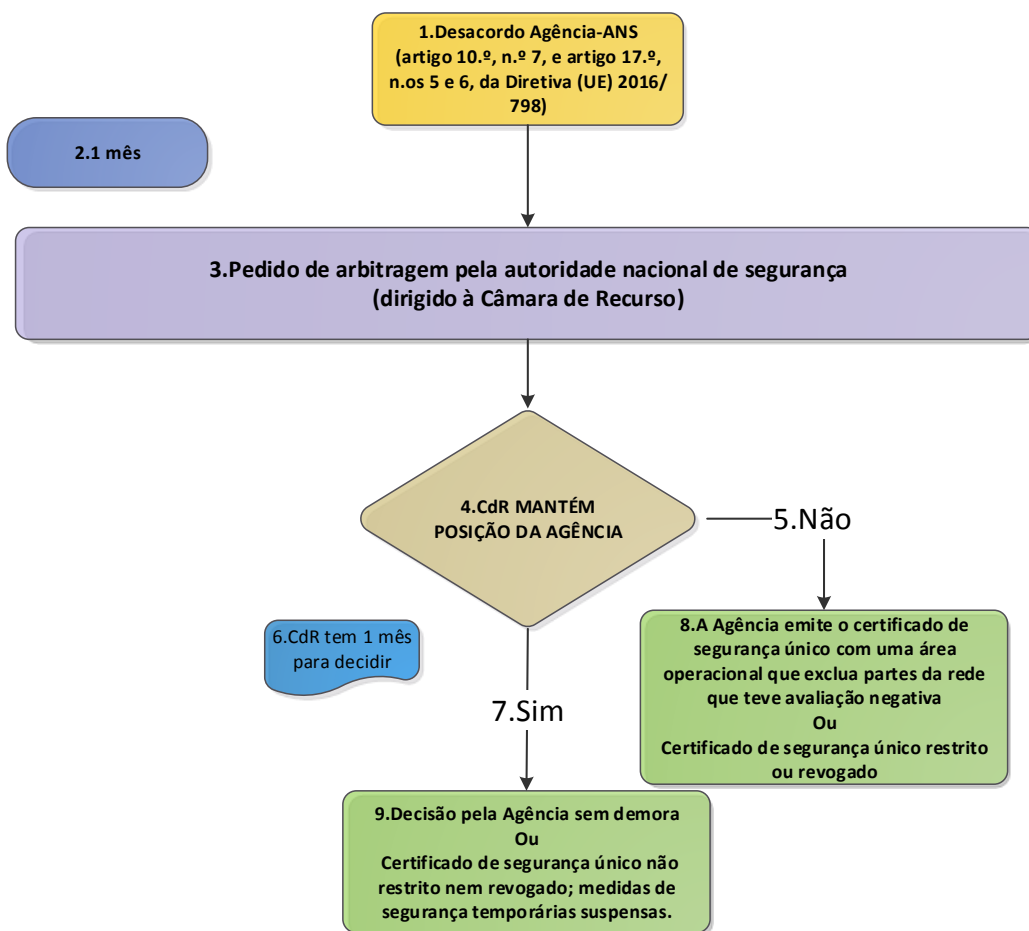 1.Desacordo Agência-ANS
(artigo 10.º, n.º 7, e artigo 17.º,
n.os 5 e 6, da Diretiva (UE) 2016/
798)
2.1 mês
3.Pedido de arbitragem pela autoridade nacional de segurança
(dirigido à Câmara de Recurso)
4.CdR MANTÉM
POSIÇÃO DA AGÊNCIA
5.Não
6.CdR tem 1 mês
para decidir
7.Sim
8.A Agência emite o certificado de
segurança único com uma área
operacional que exclua partes da rede
que teve avaliação negativa
Ou
Certificado de segurança único restrito
ou revogado
9.Decisão pela Agência sem demora
Ou
Certificado de segurança único não
restrito nem revogado; medidas de
segurança temporárias suspensas.